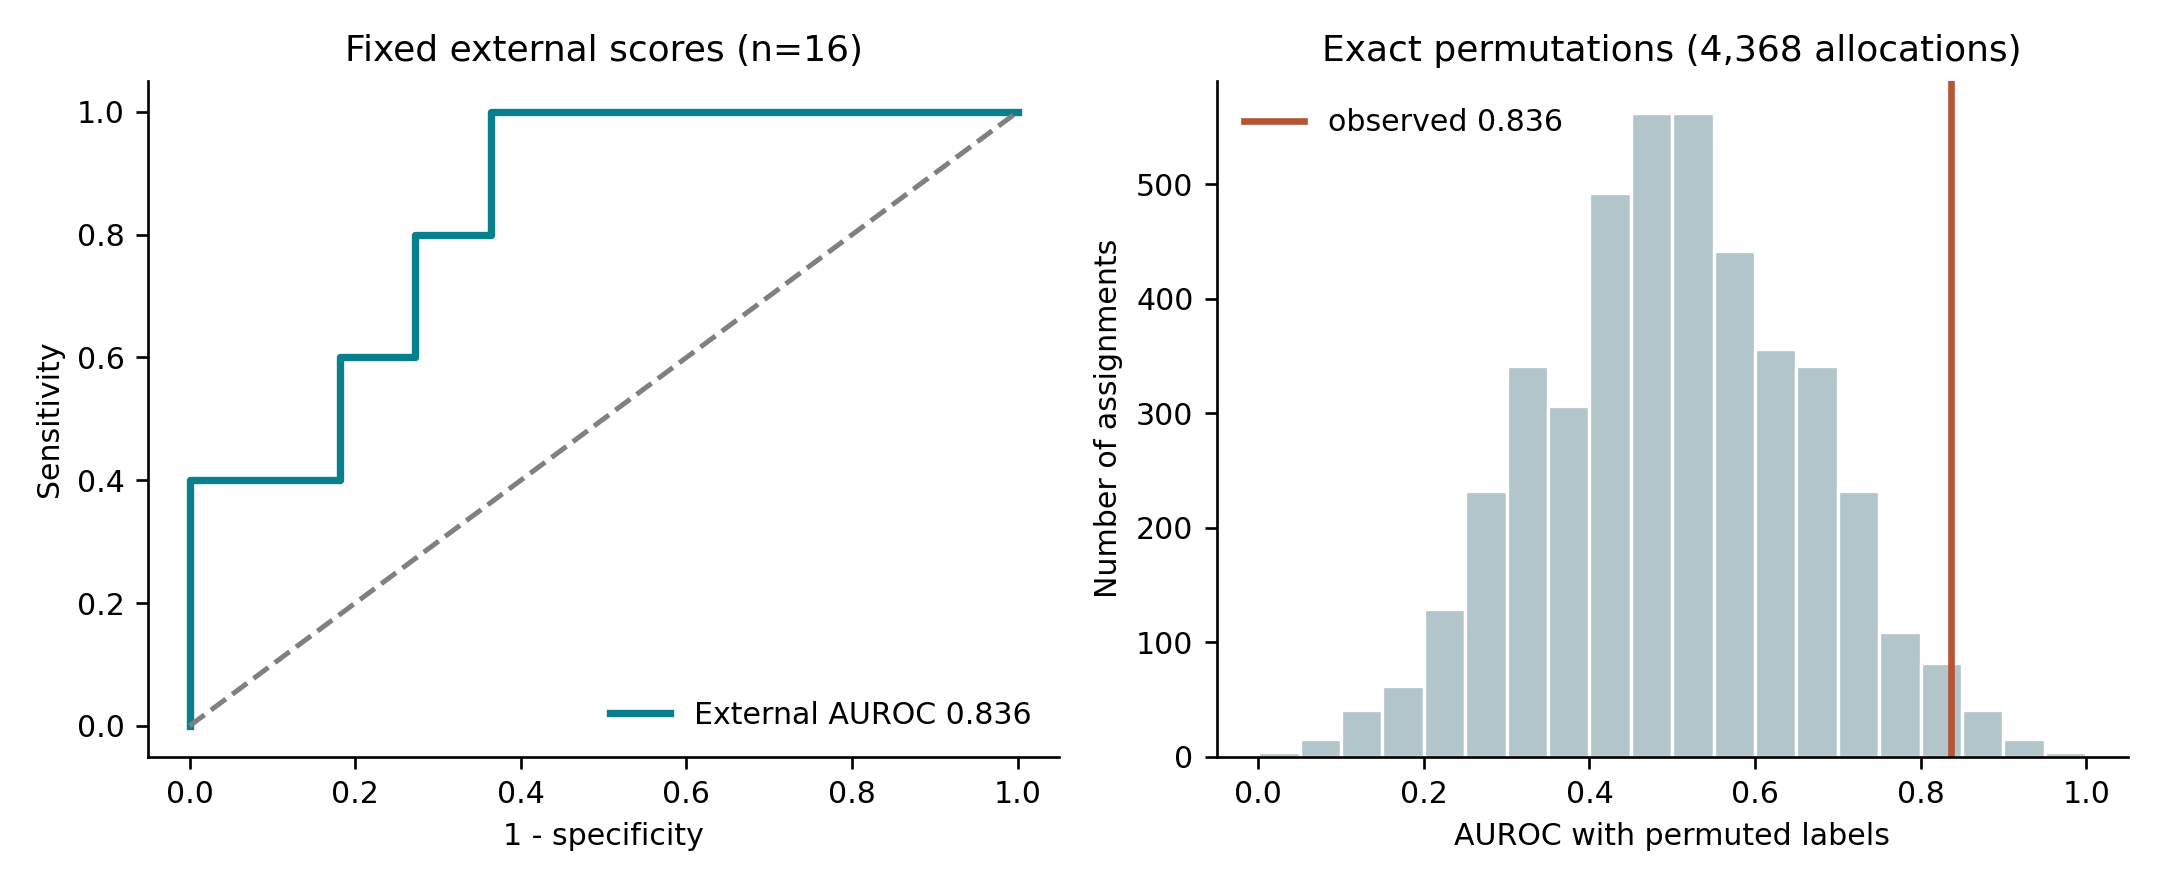 Fixed external scores (n=16)
Sensitivity
1.0
0.8
0.6
0.4
0.2
0.0
External AUROC 0.836
0.0 0.2 0.4 0.6 0.8 1.0
1 - specificity
Exact permutations (4,368 allocations)
observed 0.836
Number of assignments
500
400
300
200
100
0
0.0 0.2 0.4 0.6 0.8 1.0
AUROC with permuted labels